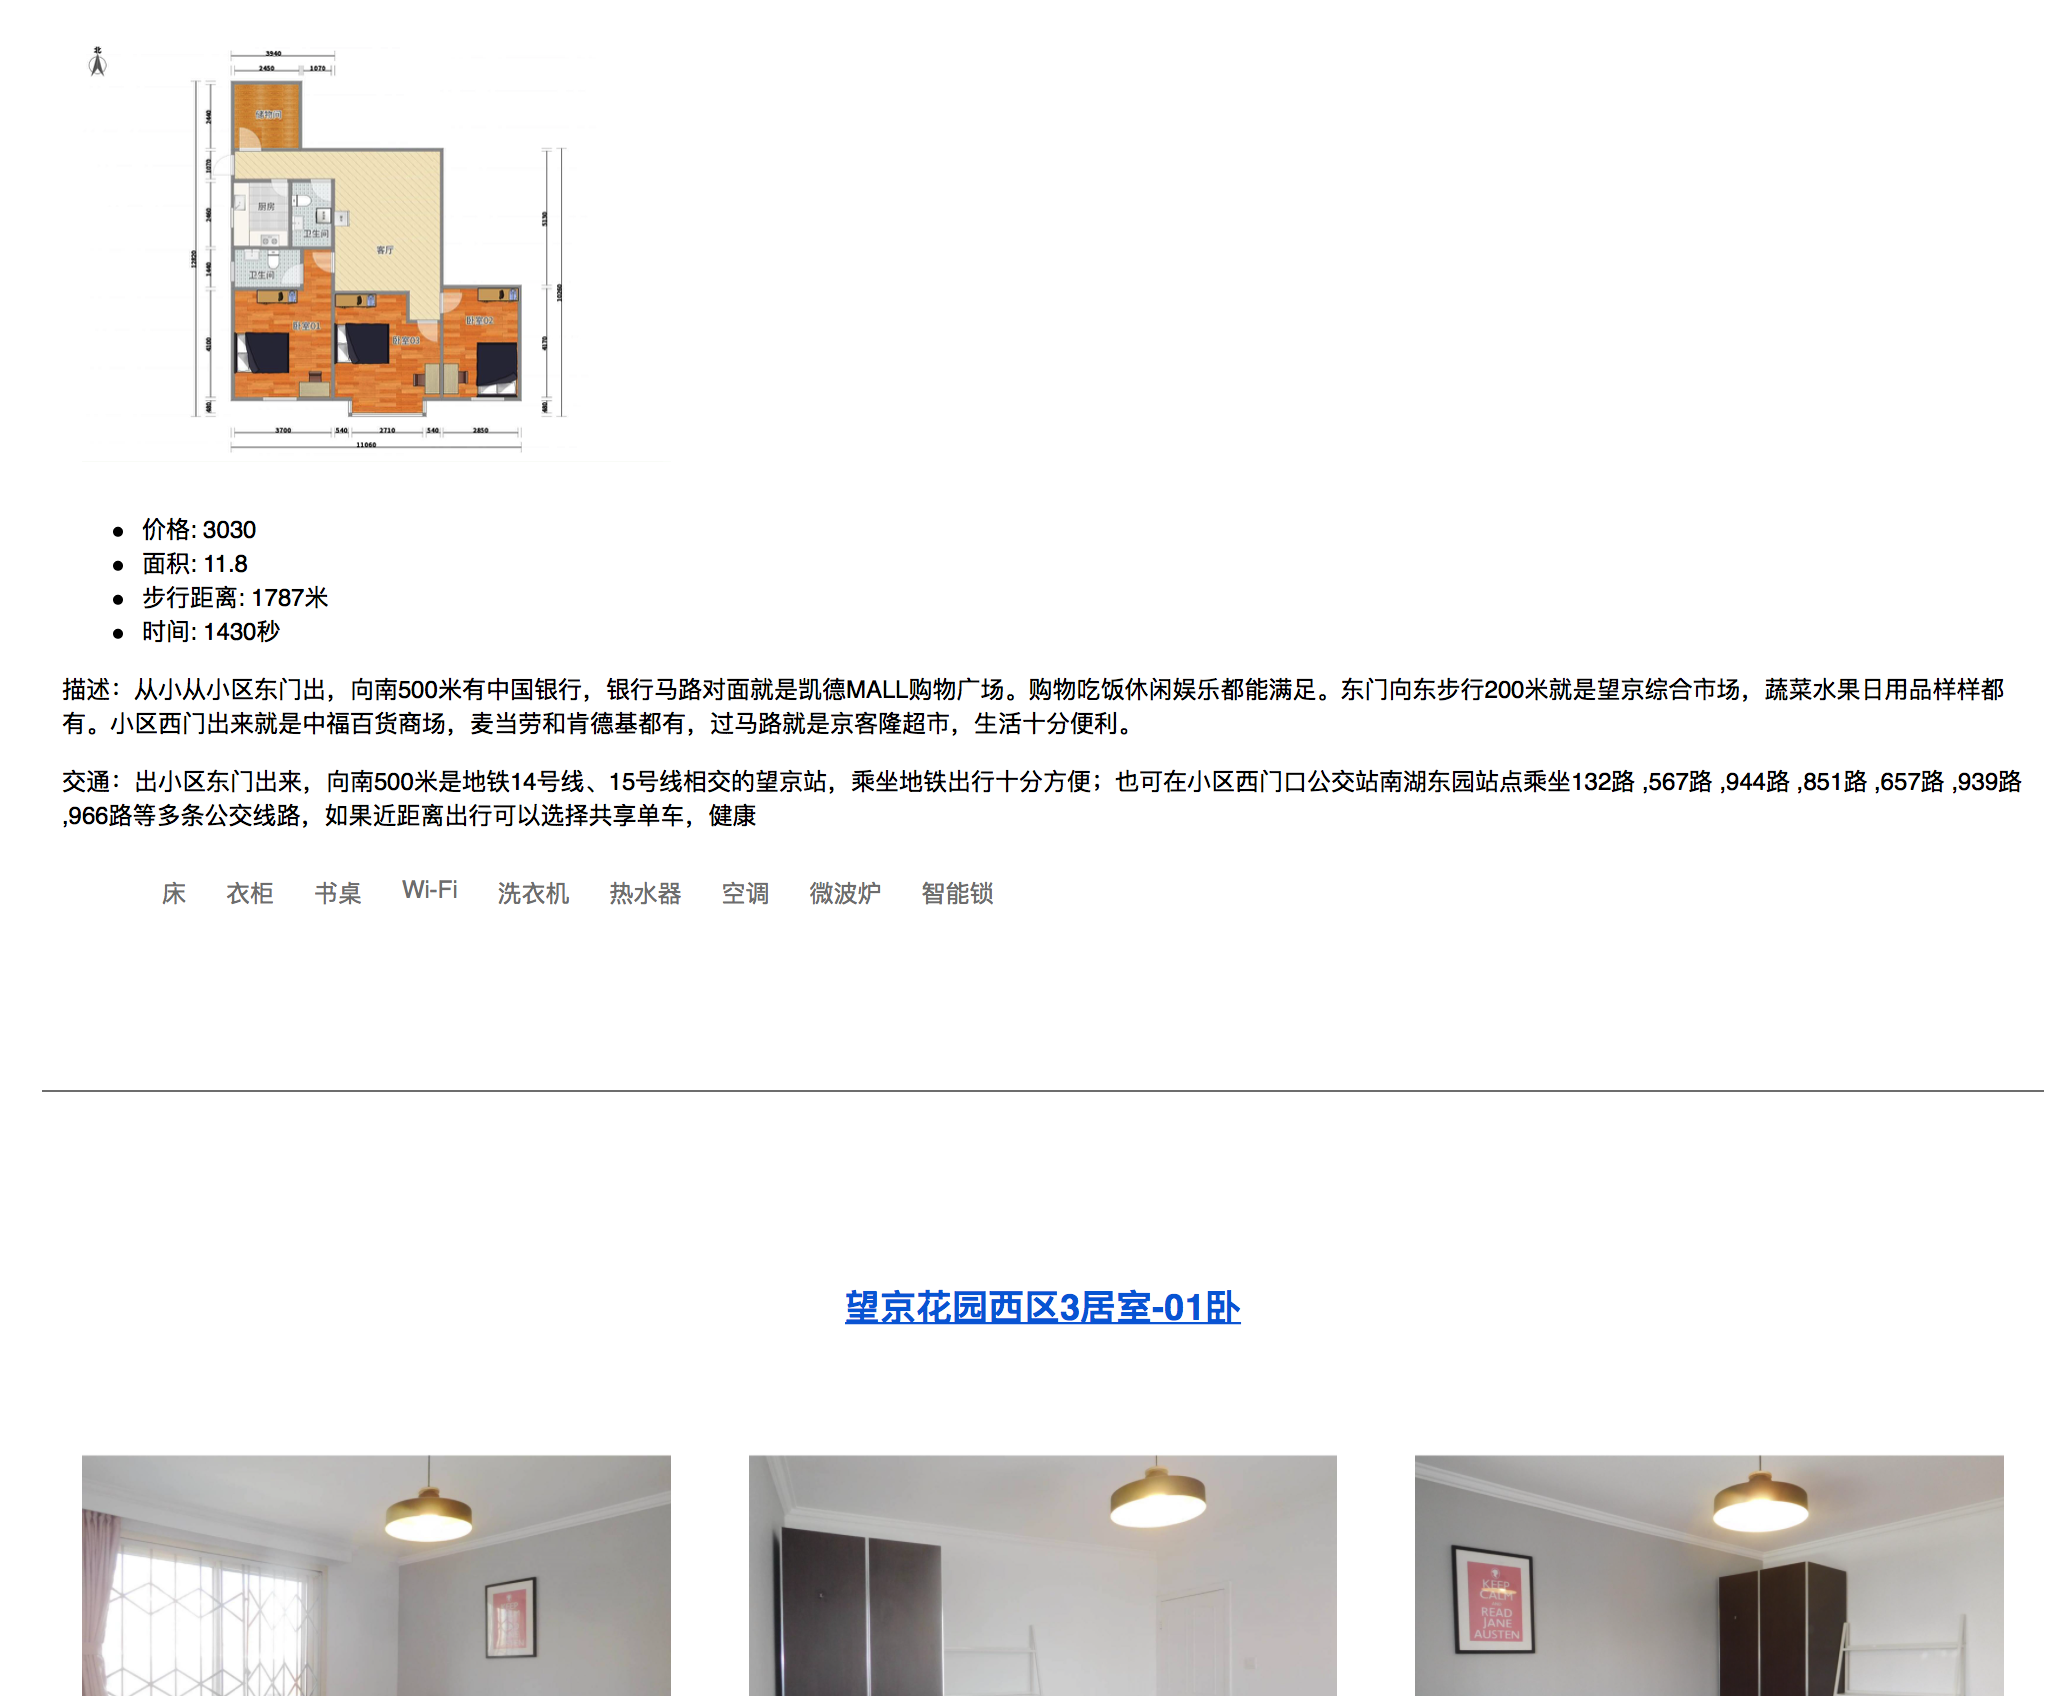 北
3940
2450 1070
储物间
2440
1070
厨房
2460
卫生间
客厅
5130
卫生间
1440
12820
10260
卧室01
卧室02
卧室03
4100
4170
480
480
3700 540 2710 540 2850
11060
价格: 3030
面积: 11.8
步行距离: 1787米
时间: 1430秒
描述：从小从小区东门出，向南500米有中国银行，银行马路对面就是凯德MALL购物广场。购物吃饭休闲娱乐都能满足。东门向东步行200米就是望京综合市场，蔬菜水果日用品样样都
有。小区西门出来就是中福百货商场，麦当劳和肯德基都有，过马路就是京客隆超市，生活十分便利。
交通：出小区东门出来，向南500米是地铁14号线、15号线相交的望京站，乘坐地铁出行十分方便；也可在小区西门口公交站南湖东园站点乘坐132路 ,567路 ,944路 ,851路 ,657路 ,939路
,966路等多条公交线路，如果近距离出行可以选择共享单车，健康
床 衣柜 书桌 Wi-Fi 洗衣机 热水器 空调 微波炉 智能锁
望京花园西区3居室-01卧
KEEP
CALM
AND
READ
JANE
AUSTEN